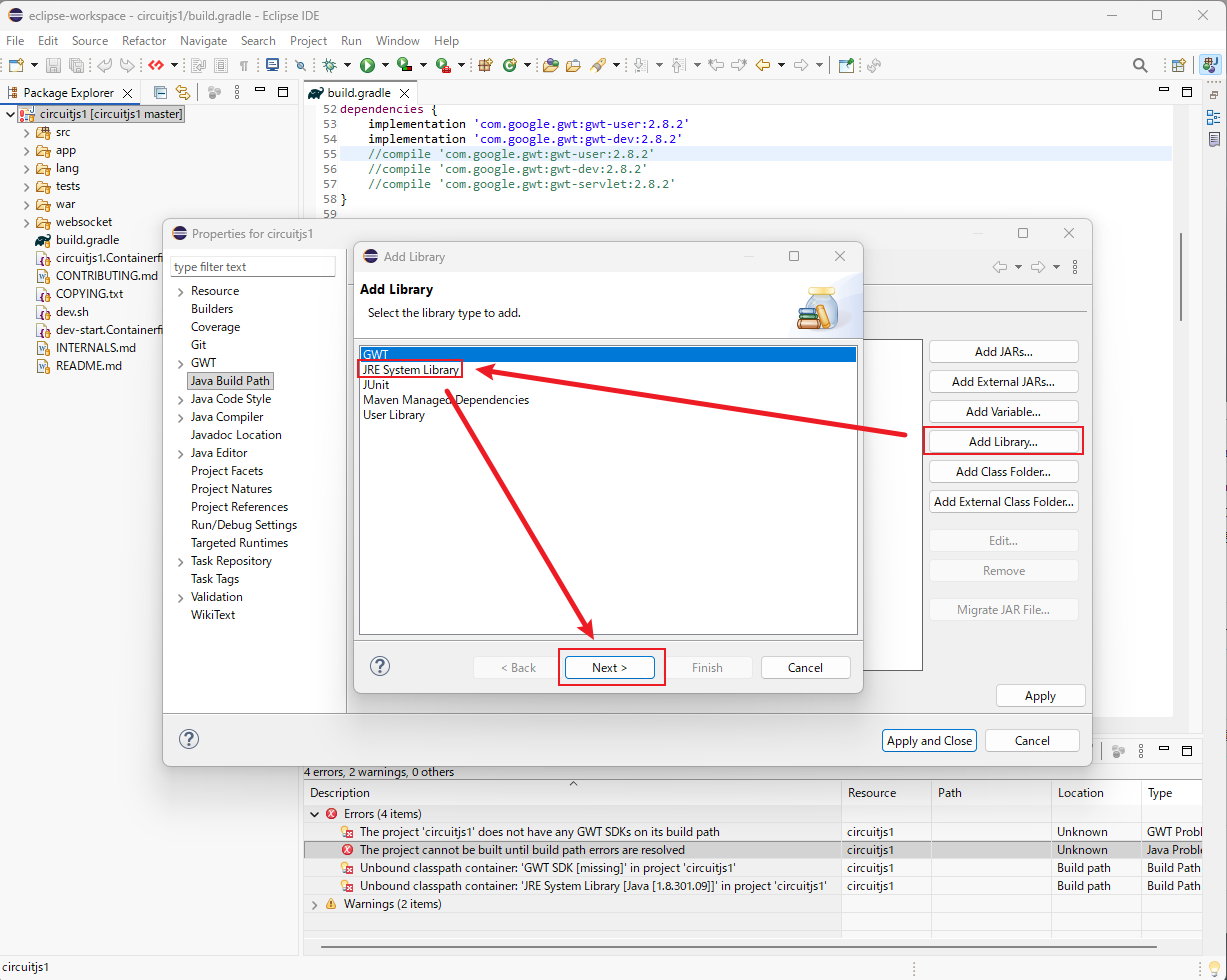 eclipse-workspace - circuitjs1/build.gradle - Eclipse IDE
File Edit Source Refactor Navigate Search Project Run Window Help
Package Explorer
circuitjs1 [circuitjs1 master]
src
app
lang
tests
war
websocket
build.gradle
circuitjs1.Containerfi
CONTRIBUTING.md
COPYING.txt
dev.sh
dev-start.Containerfi
INTERNALS.md
README.md
build.gradle
52 dependencies {
53 implementation 'com.google.gwt:gwt-user:2.8.2'
54 implementation 'com.google.gwt:gwt-dev:2.8.2'
55 //compile 'com.google.gwt:gwt-user:2.8.2'
56 //compile 'com.google.gwt:gwt-dev:2.8.2'
57 //compile 'com.google.gwt:gwt-servlet:2.8.2'
58 }
59
Properties for circuitjs1
type filter text
Resource
Builders
Coverage
Git
GWT
Java Build Path
Java Code Style
Java Compiler
Javadoc Location
Java Editor
Project Facets
Project Natures
Project References
Run/Debug Settings
Targeted Runtimes
Task Repository
Task Tags
Validation
WikiText
Add Library
Add Library
Select the library type to add.
GWT
JRE System Library
JUnit
Maven Managed Dependencies
User Library
< Back Next > Finish Cancel
Add JARs...
Add External JARs...
Add Variable...
Add Library...
Add Class Folder...
Add External Class Folder...
Edit...
Remove
Migrate JAR File...
Apply
Apply and Close Cancel
4 errors, 2 warnings, 0 others
Description Resource Path Location Type
Errors (4 items)
The project 'circuitjs1' does not have any GWT SDKs on its build path circuitjs1 Unknown GWT Probl
The project cannot be built until build path errors are resolved circuitjs1 Unknown Java Proble
Unbound classpath container: 'GWT SDK [missing]' in project 'circuitjs1' circuitjs1 Build path Build Path
Unbound classpath container: 'JRE System Library [Java [1.8.301.09]]' in project 'circuitjs1' circuitjs1 Build path Build Path
Warnings (2 items)
circuitjs1